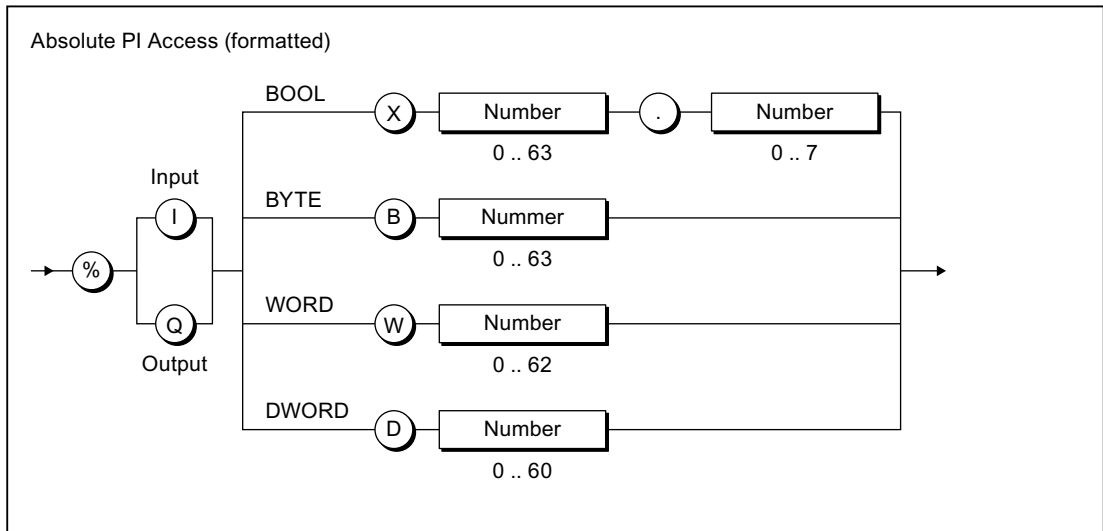 Absolute PI Access (formatted)
BOOL
X
Number
.
Number
0 .. 63
0 .. 7
Input
I
BYTE
B
Nummer
0 .. 63
%
Q
Output
WORD
W
Number
0 .. 62
DWORD
D
Number
0 .. 60